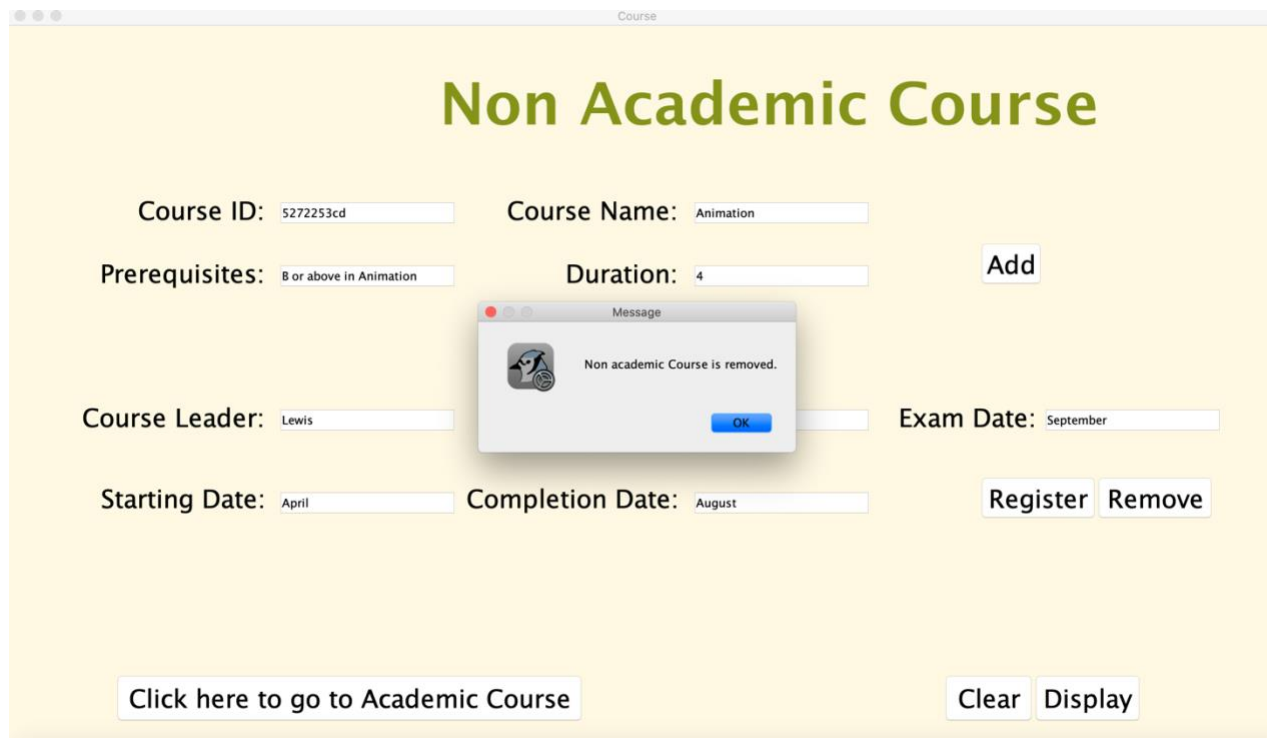 Course
Non Academic Course
Course ID: 5272253cd Course Name: Animation
Prerequisites: B or above in Animation Duration: 4 Add
Message
Non academic Course is removed.
OK
Course Leader: Lewis Exam Date: September
Starting Date: April Completion Date: August Register Remove
Click here to go to Academic Course Clear Display